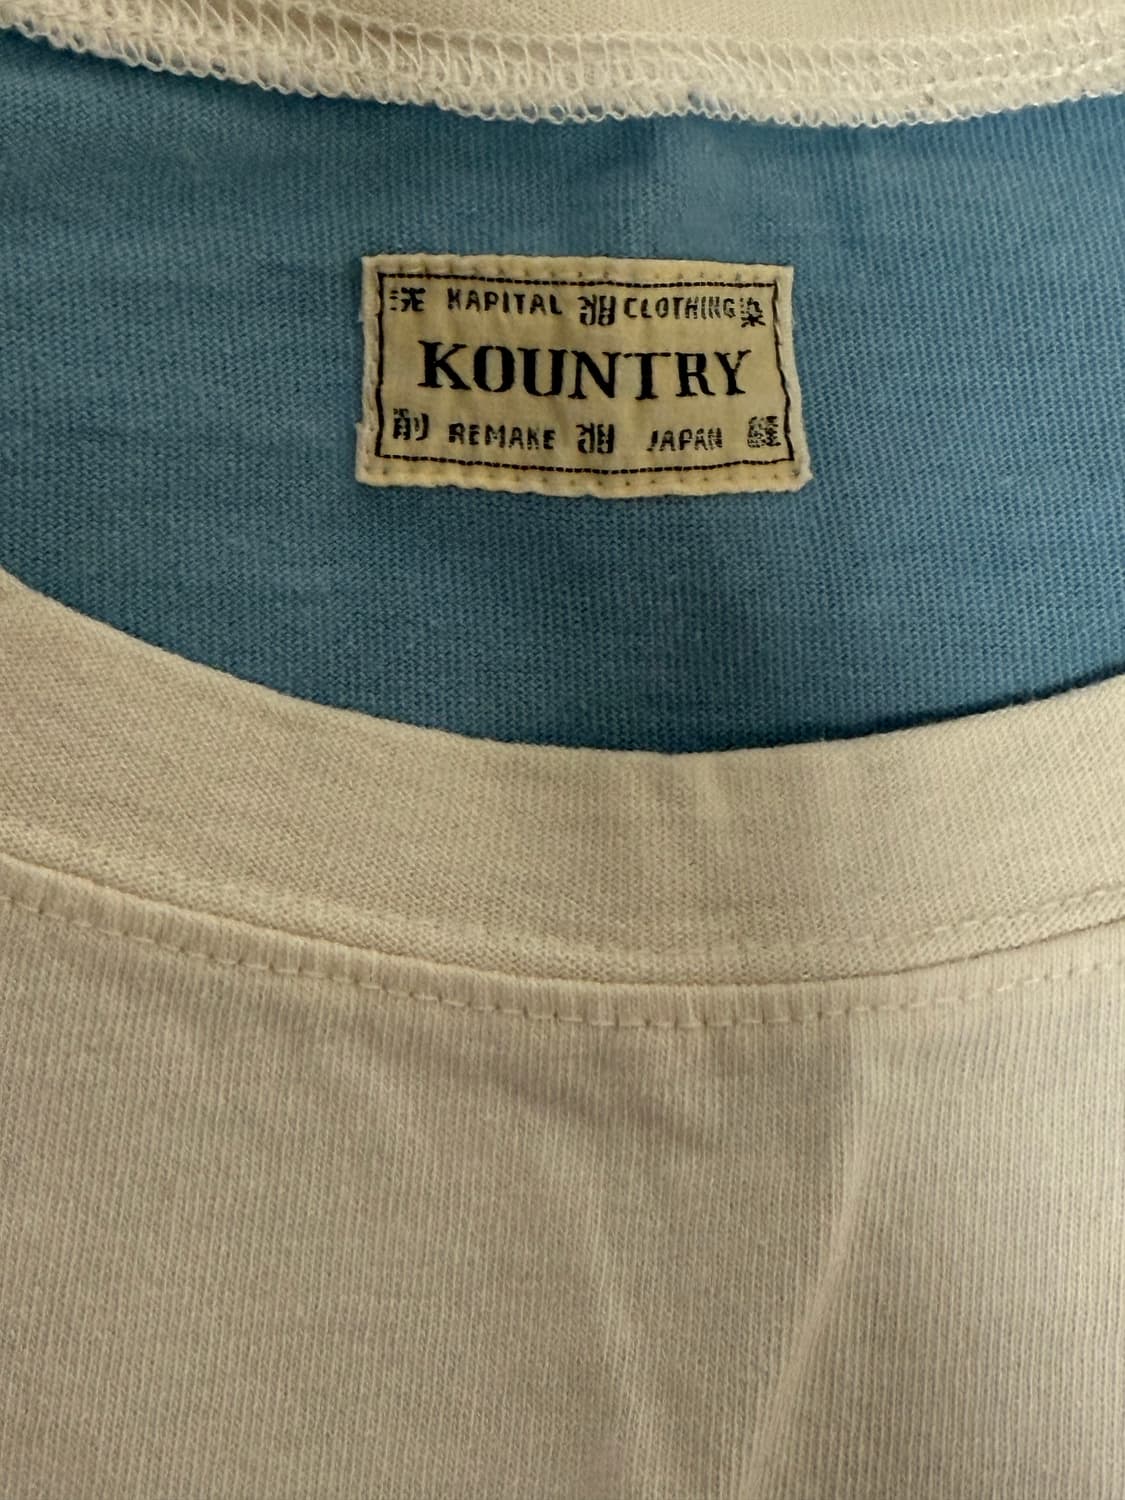 洗 KAPITAL CLOTHING 染
KOUNTRY
削 REMAKE JAPAN 縫